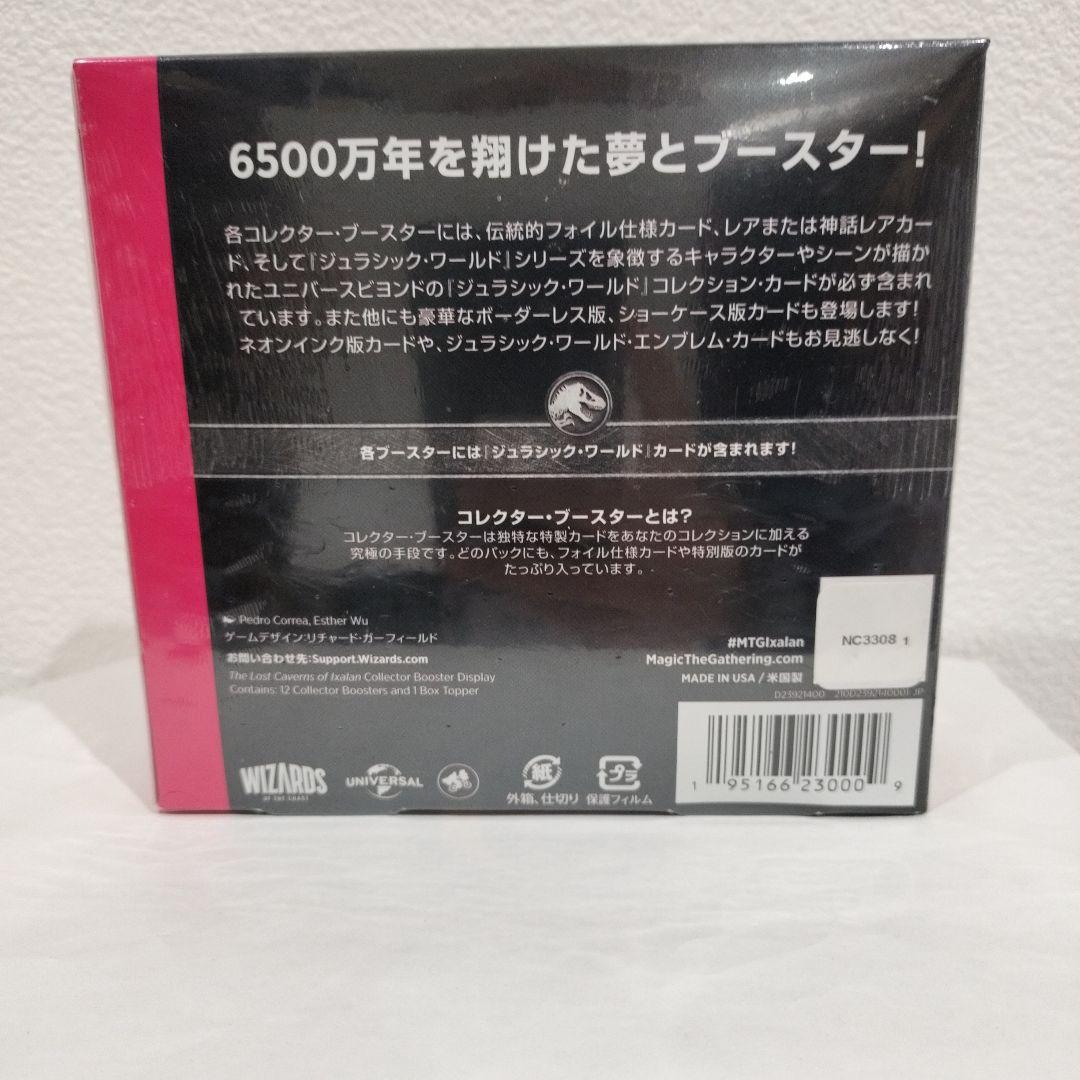 6500万年を翔けた夢とブースター!
各コレクター・ブースターには、伝統的フォイル仕様カード、レアまたは神話レアカー
ド、そして『ジュラシック・ワールド』シリーズを象徴するキャラクターやシーンが描か
れたユニバースビヨンドの『ジュラシック・ワールド』コレクション・カードが必ず含まれ
ています。また他にも豪華なボーダーレス版、ショーケース版カードも登場します!
ネオンインク版カードや、ジュラシック・ワールド・エンブレム・カードもお見逃しなく!
各ブースターには『ジュラシック・ワールド』カードが含まれます!
コレクター・ブースターとは?
コレクター・ブースターは独特な特製カードをあなたのコレクションに加える
究極の手段です。どのパックにも、フォイル仕様カードや特別版のカードが
たっぷり入っています。
Pedro Correa, Esther Wu
ゲームデザイン:リチャード・ガーフィールド
お問い合わせ先:Support.Wizards.com
The Lost Caverns of Ixalan Collector Booster Display
Contains: 12 Collector Boosters and 1 Box Topper
#MTGIxalan
MagicTheGathering.com
MADE IN USA / 米国製
NC3308 1
D23921400 210D2392140001 JP
WIZARDS
OF THE COAST
UNIVERSAL
紙
外箱、仕切り
プラ
保護フィルム
1 95166 23000 9